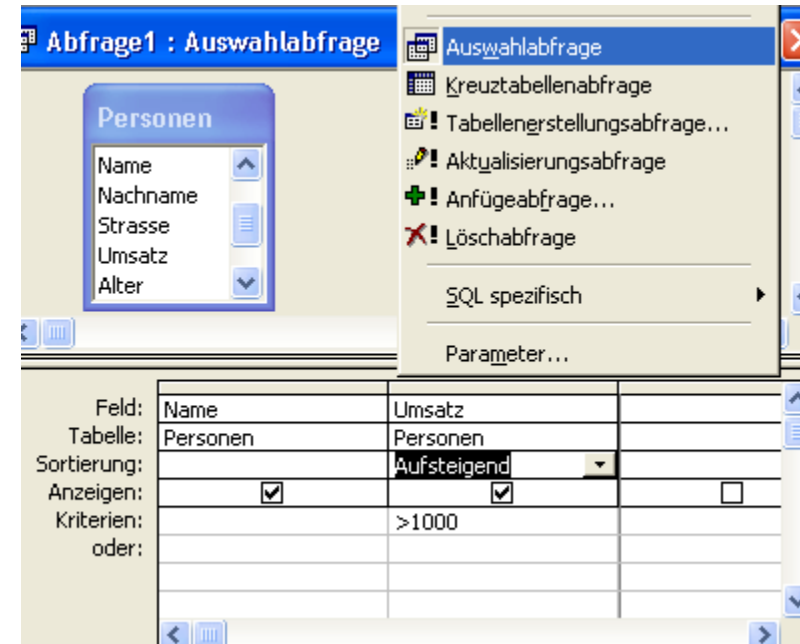 Abfrage1 : Auswahlabfrage
Auswahlabfrage
Kreuztabellenabfrage
Tabellenerstellungsabfrage...
Aktualisierungsabfrage
Anfügeabfrage...
Löschabfrage
SQL spezifisch
Parameter...
Personen
Name
Nachname
Strasse
Umsatz
Alter
Feld: Name Umsatz
Tabelle: Personen Personen
Sortierung: Aufsteigend
Anzeigen:
Kriterien: >1000
oder: